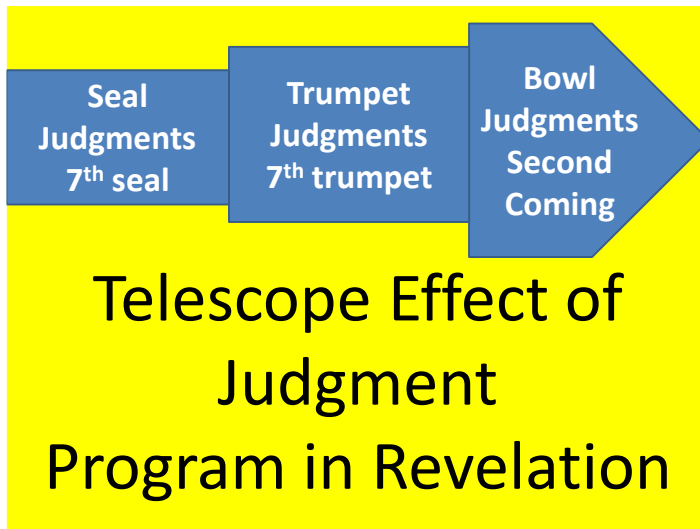 Seal
Judgments
7th seal
Trumpet
Judgments
7th trumpet
Bowl
Judgments
Second
Coming
Telescope Effect of
Judgment
Program in Revelation